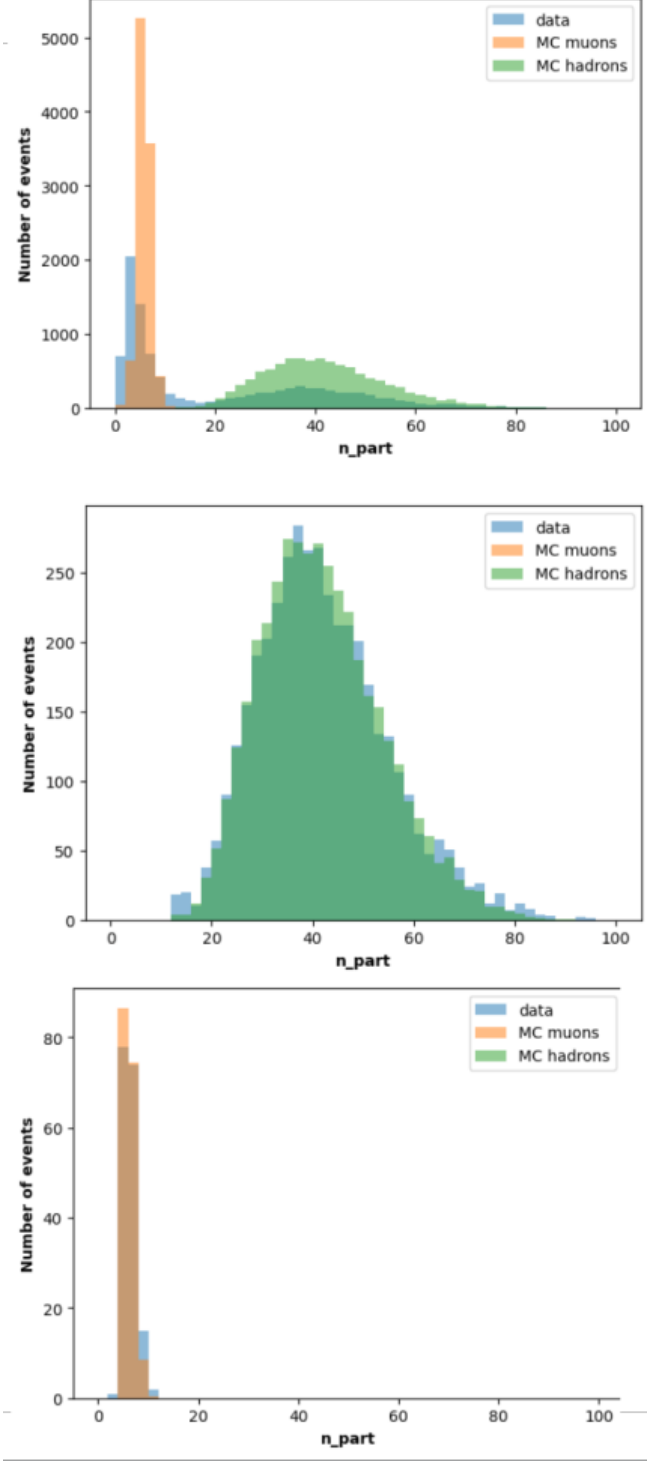 data
MC muons
MC hadrons
5000
4000
3000
2000
1000
0
Number of events
0 20 40 60 80 100
n_part
data
MC muons
MC hadrons
250
200
150
100
50
0
Number of events
0 20 40 60 80 100
n_part
data
MC muons
MC hadrons
80
60
40
20
0
Number of events
0 20 40 60 80 100
n_part